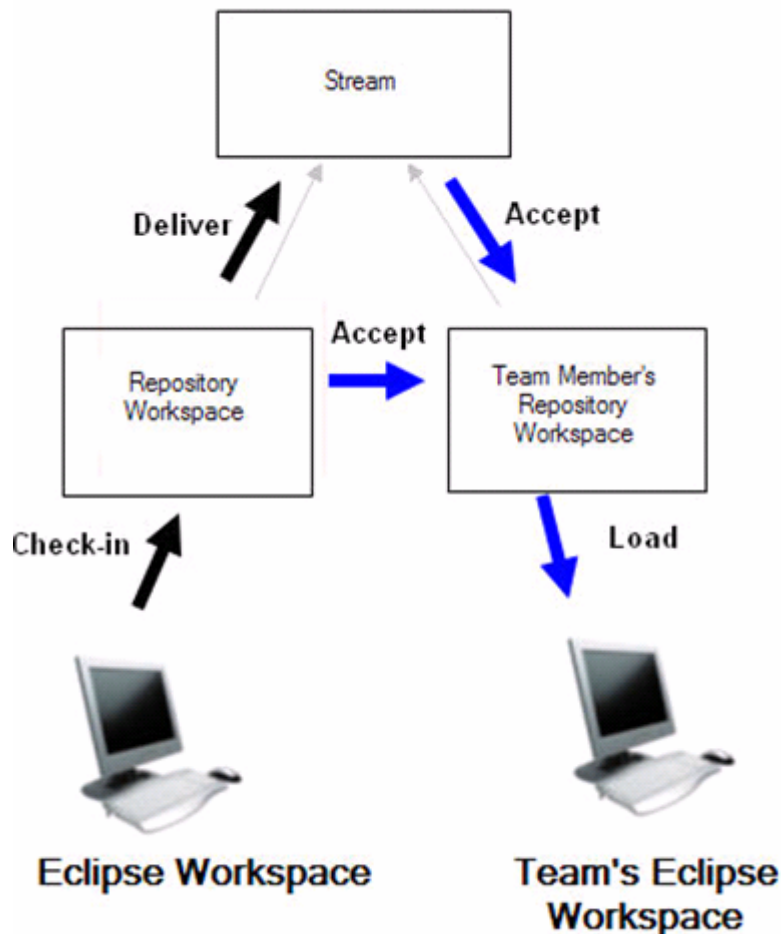 Stream
Deliver
Accept
Accept
Repository
Workspace
Team Member's
Repository
Workspace
Check-in
Load
Eclipse Workspace
Team's Eclipse
Workspace